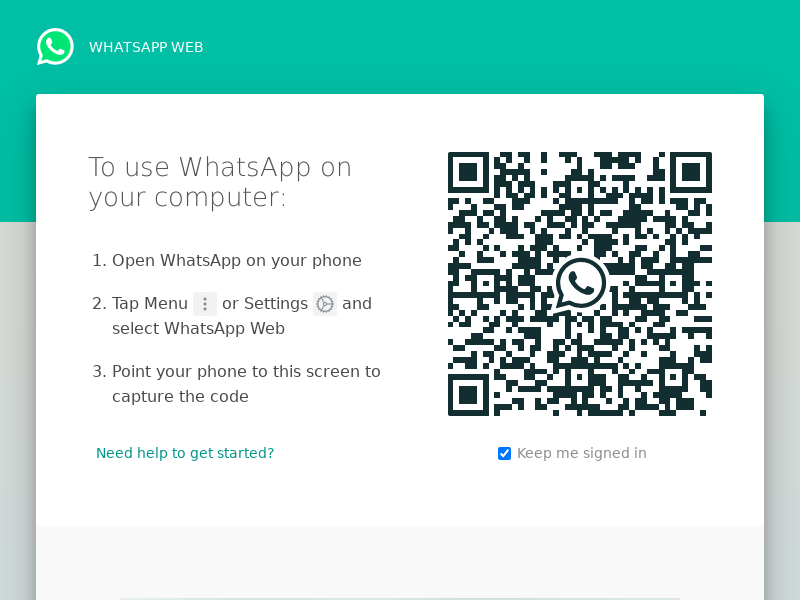 WHATSAPP WEB
To use WhatsApp on
your computer:
1. Open WhatsApp on your phone
2. Tap Menu or Settings and
select WhatsApp Web
3. Point your phone to this screen to
capture the code
Need help to get started?
Keep me signed in